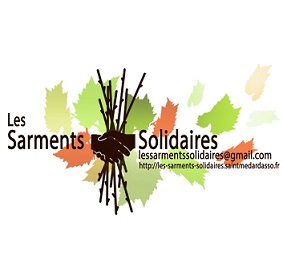 Les
Sarments Solidaires
lessarmentssolidaires@gmail.com
http://les-sarments-solidaires.saintmedardasso.fr